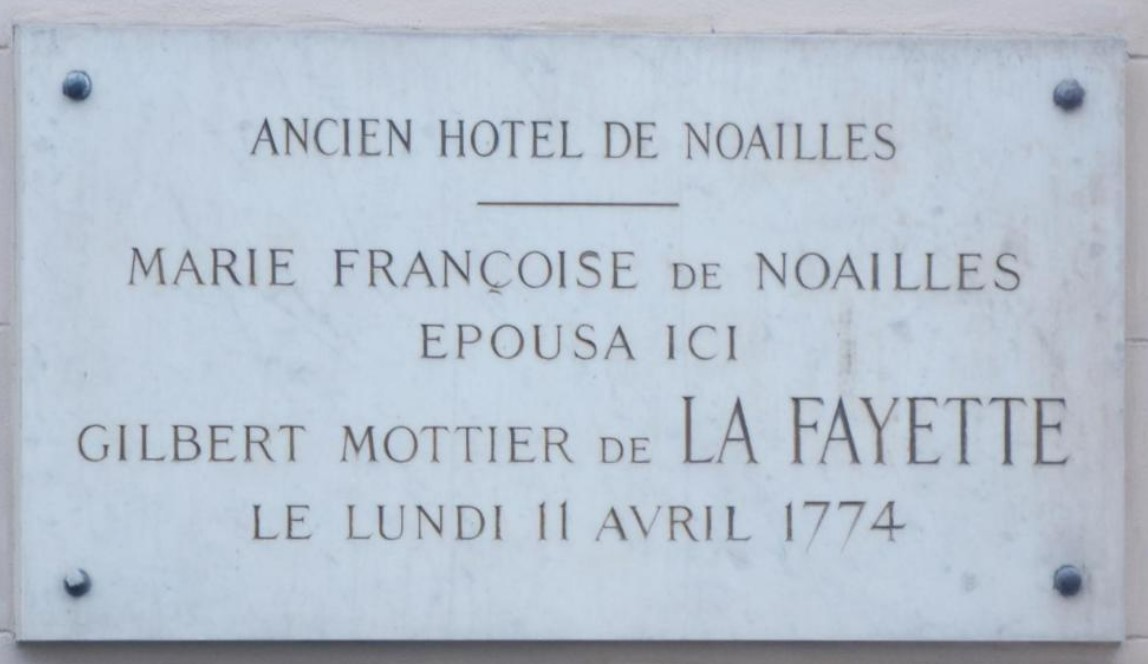 ANCIEN HOTEL DE NOAILLES
MARIE FRANÇOISE DE NOAILLES
EPOUSA ICI
GILBERT MOTTIER DE LA FAYETTE
LE LUNDI 11 AVRIL 1774